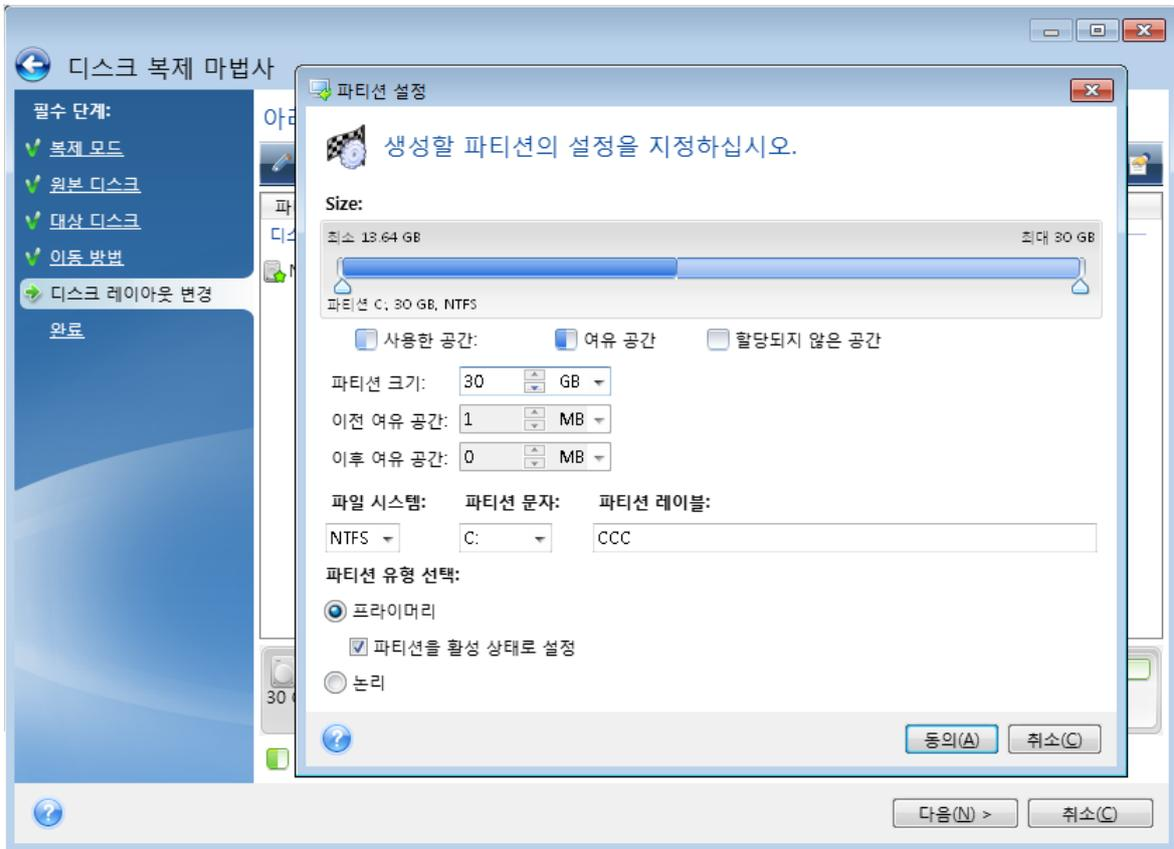 디스크 복제 마법사
필수 단계:
복제 모드
원본 디스크
대상 디스크
이동 방법
디스크 레이아웃 변경
완료
파티션 설정
생성할 파티션의 설정을 지정하십시오.
Size:
최소 13.64 GB 최대 30 GB
파티션 C:, 30 GB, NTFS
사용한 공간: 여유 공간 할당되지 않은 공간
파티션 크기: 30 GB
이전 여유 공간: 1 MB
이후 여유 공간: 0 MB
파일 시스템: 파티션 문자: 파티션 레이블:
NTFS C: CCC
파티션 유형 선택:
프라이머리
파티션을 활성 상태로 설정
논리
30
동의(A) 취소(C)
다음(N) > 취소(C)